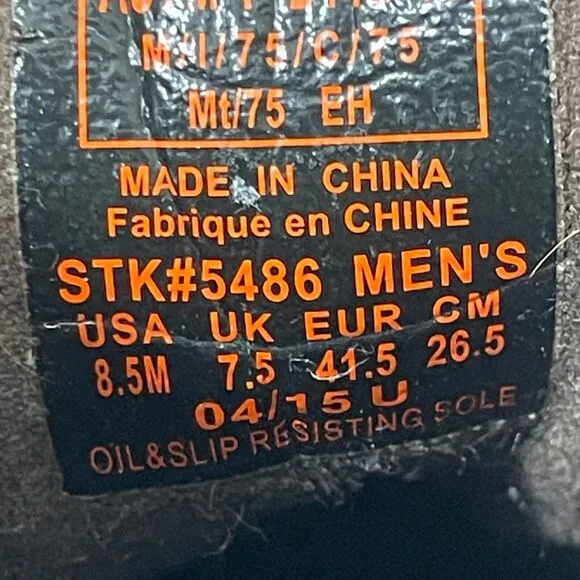 M/I/75/C/75
Mt/75 EH
MADE IN CHINA
Fabrique en CHINE
STK#5486 MEN'S
USA UK EUR CM
8.5M 7.5 41.5 26.5
04/15 U
OIL&SLIP RESISTING SOLE